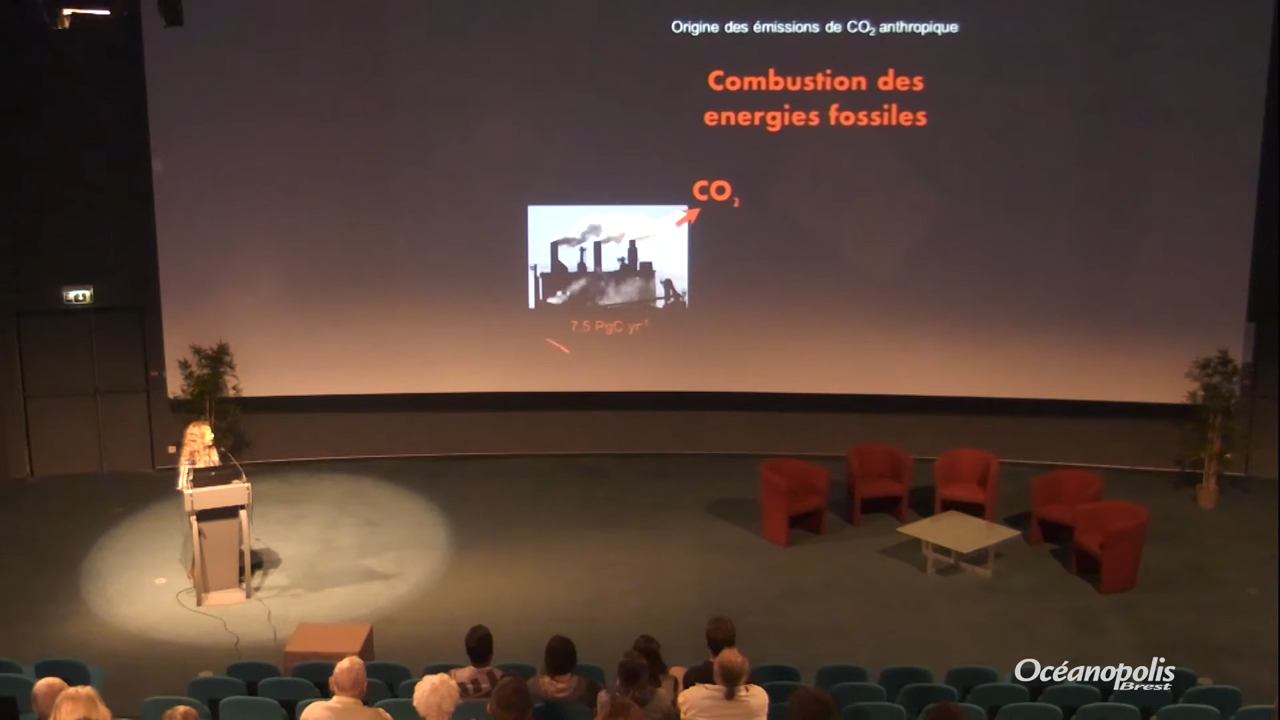 Origine des émissions de CO₂ anthropique
Combustion des
energies fossiles
CO₂
7.5 PgC yr⁻¹
Océanopolis
Brest